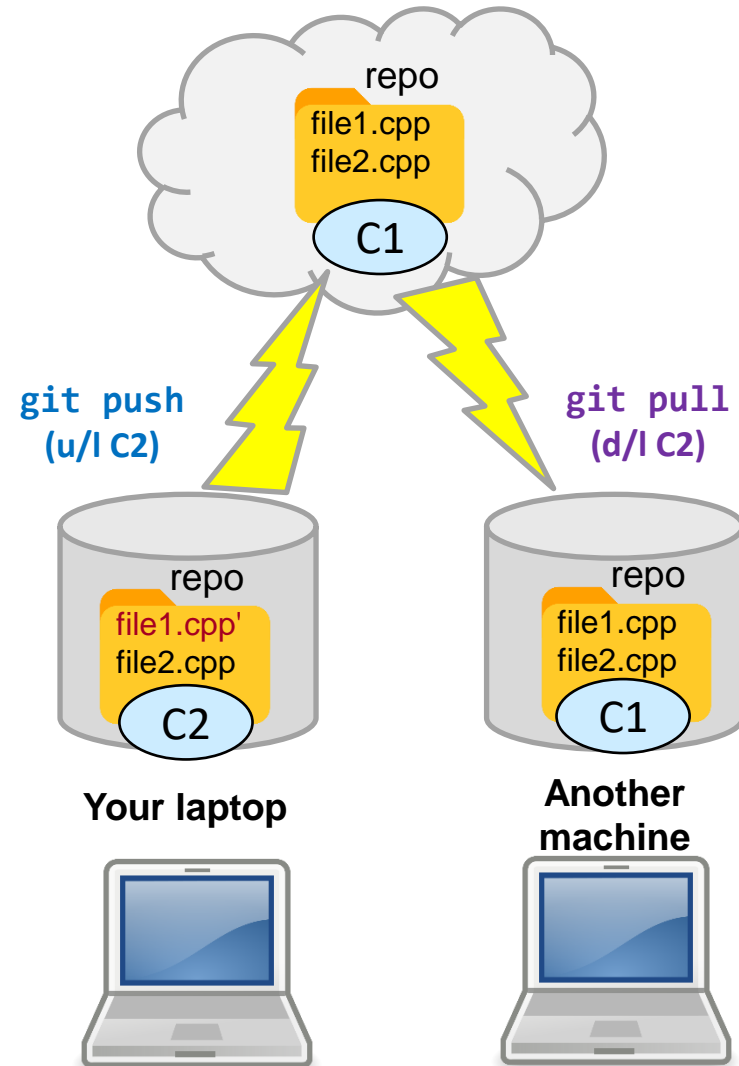 repo
file1.cpp
file2.cpp
C1
git push
(u/l C2)
git pull
(d/l C2)
repo
file1.cpp'
file2.cpp
C2
repo
file1.cpp
file2.cpp
C1
Your laptop
Another
machine